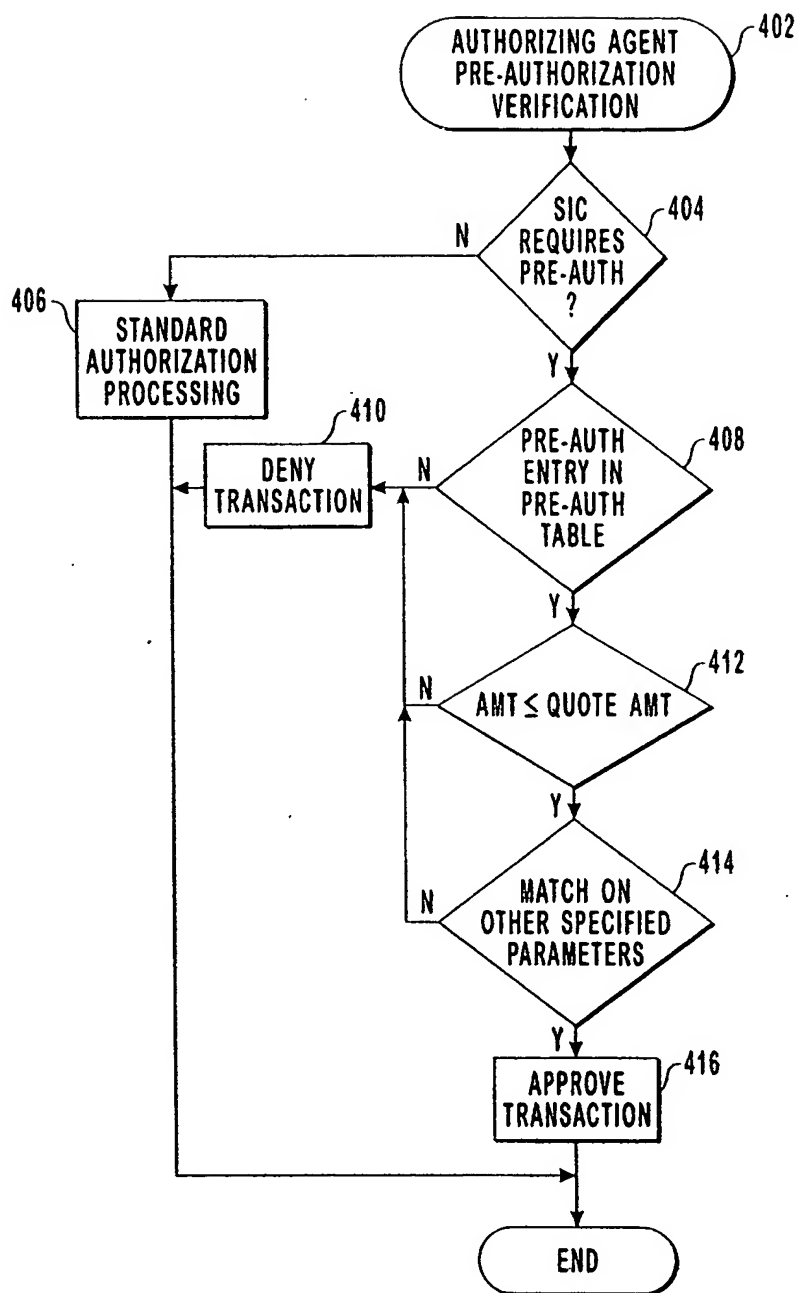 402
AUTHORIZING AGENT
PRE-AUTHORIZATION
VERIFICATION
404
SIC
REQUIRES
PRE-AUTH
?
N
Y
406
STANDARD
AUTHORIZATION
PROCESSING
410
DENY
TRANSACTION
408
PRE-AUTH
ENTRY IN
PRE-AUTH
TABLE
N
Y
412
AMT ≤ QUOTE AMT
N
Y
414
MATCH ON
OTHER SPECIFIED
PARAMETERS
N
Y
416
APPROVE
TRANSACTION
END